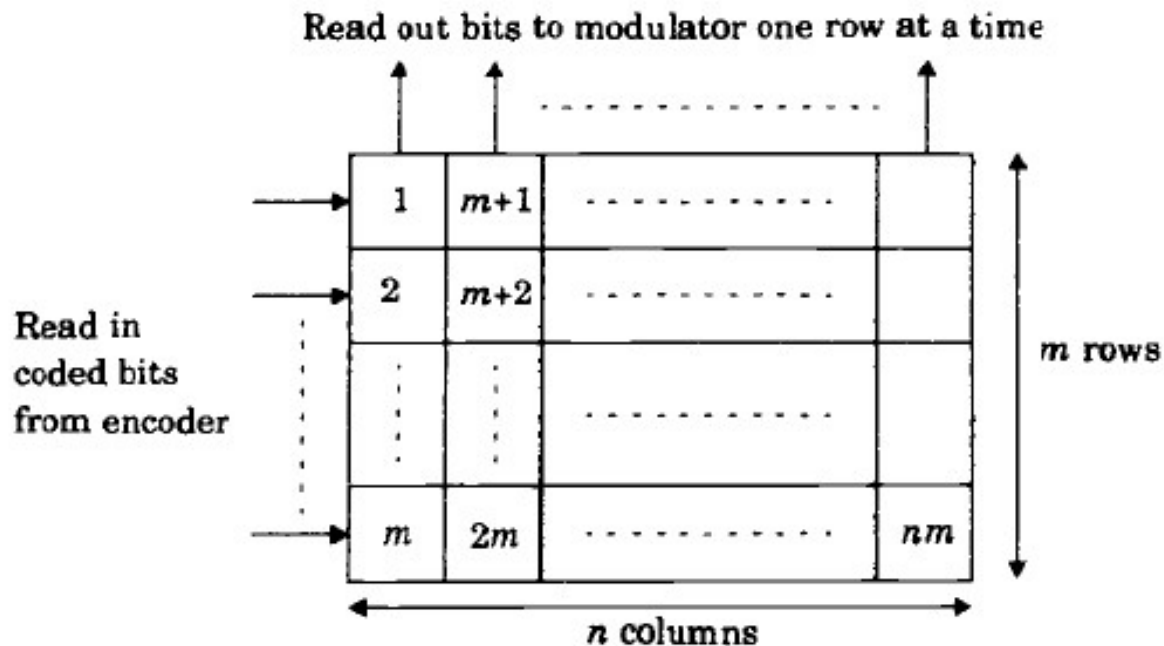 Read out bits to modulator one row at a time
1 m+1
2 m+2
Read in
coded bits
from encoder
m rows
m 2m nm
n columns